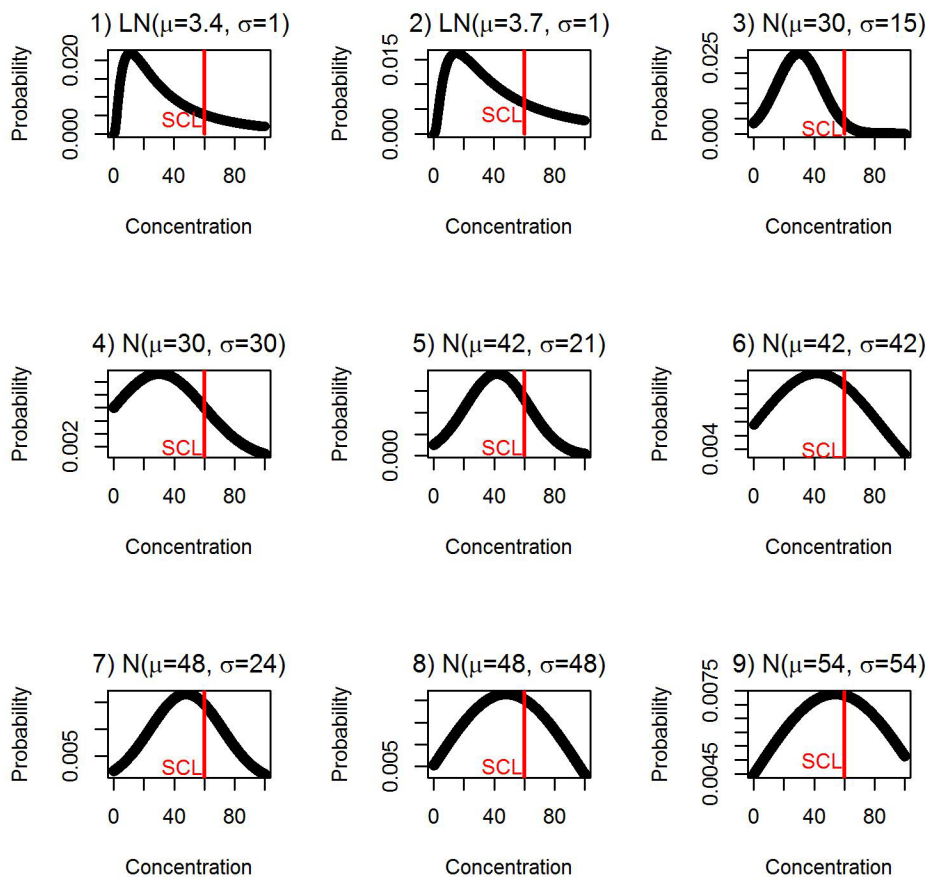 1) LN(μ=3.4, σ=1)
Probability
0.020
0.000
SCL
0 40 80
Concentration
2) LN(μ=3.7, σ=1)
Probability
0.015
0.000
SCL
0 40 80
Concentration
3) N(μ=30, σ=15)
Probability
0.025
0.000
SCL
0 40 80
Concentration
4) N(μ=30, σ=30)
Probability
0.002
SCL
0 40 80
Concentration
5) N(μ=42, σ=21)
Probability
0.000
SCL
0 40 80
Concentration
6) N(μ=42, σ=42)
Probability
0.004
SCL
0 40 80
Concentration
7) N(μ=48, σ=24)
Probability
0.005
SCL
0 40 80
Concentration
8) N(μ=48, σ=48)
Probability
0.005
SCL
0 40 80
Concentration
9) N(μ=54, σ=54)
Probability
0.0075
0.0045
SCL
0 40 80
Concentration